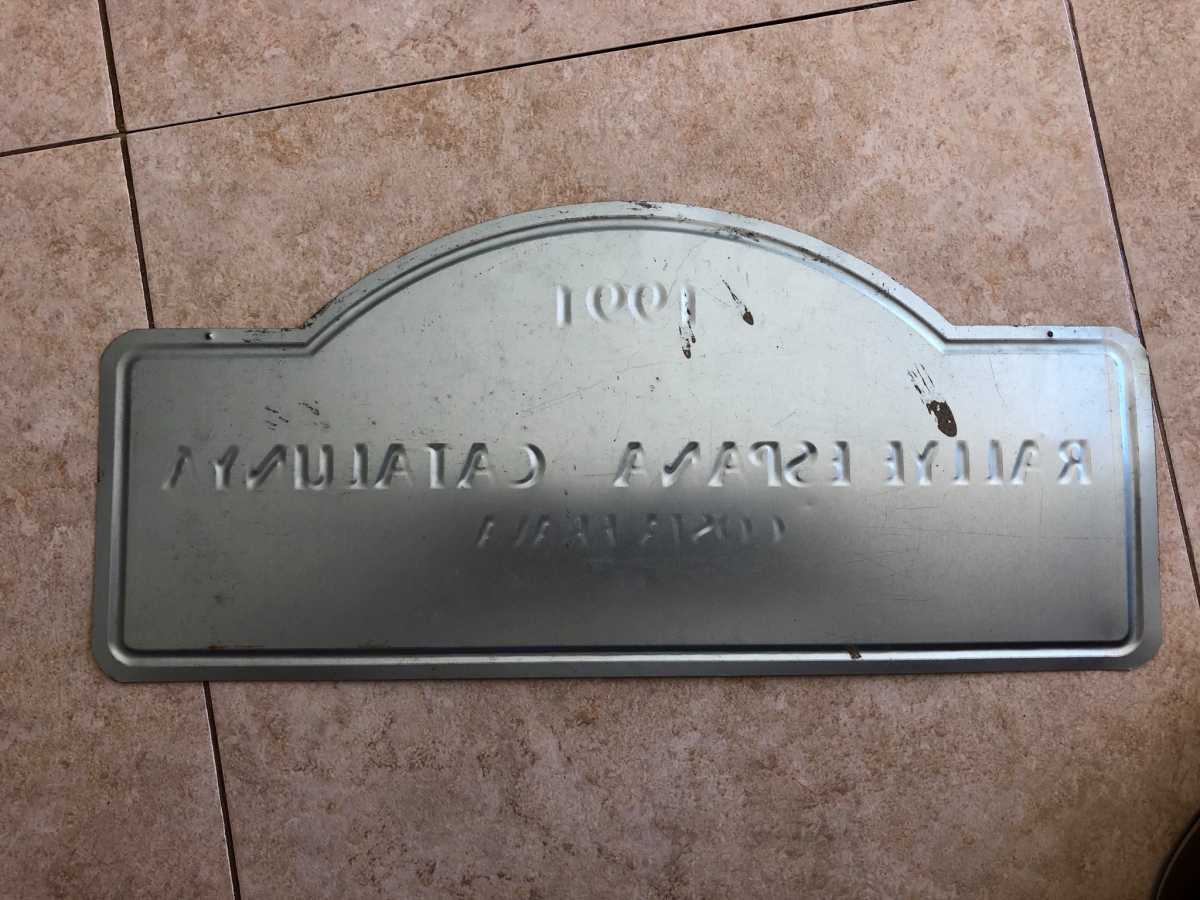 1991
RALLYE ESPANA CATALUNYA
COSTA BRAVA